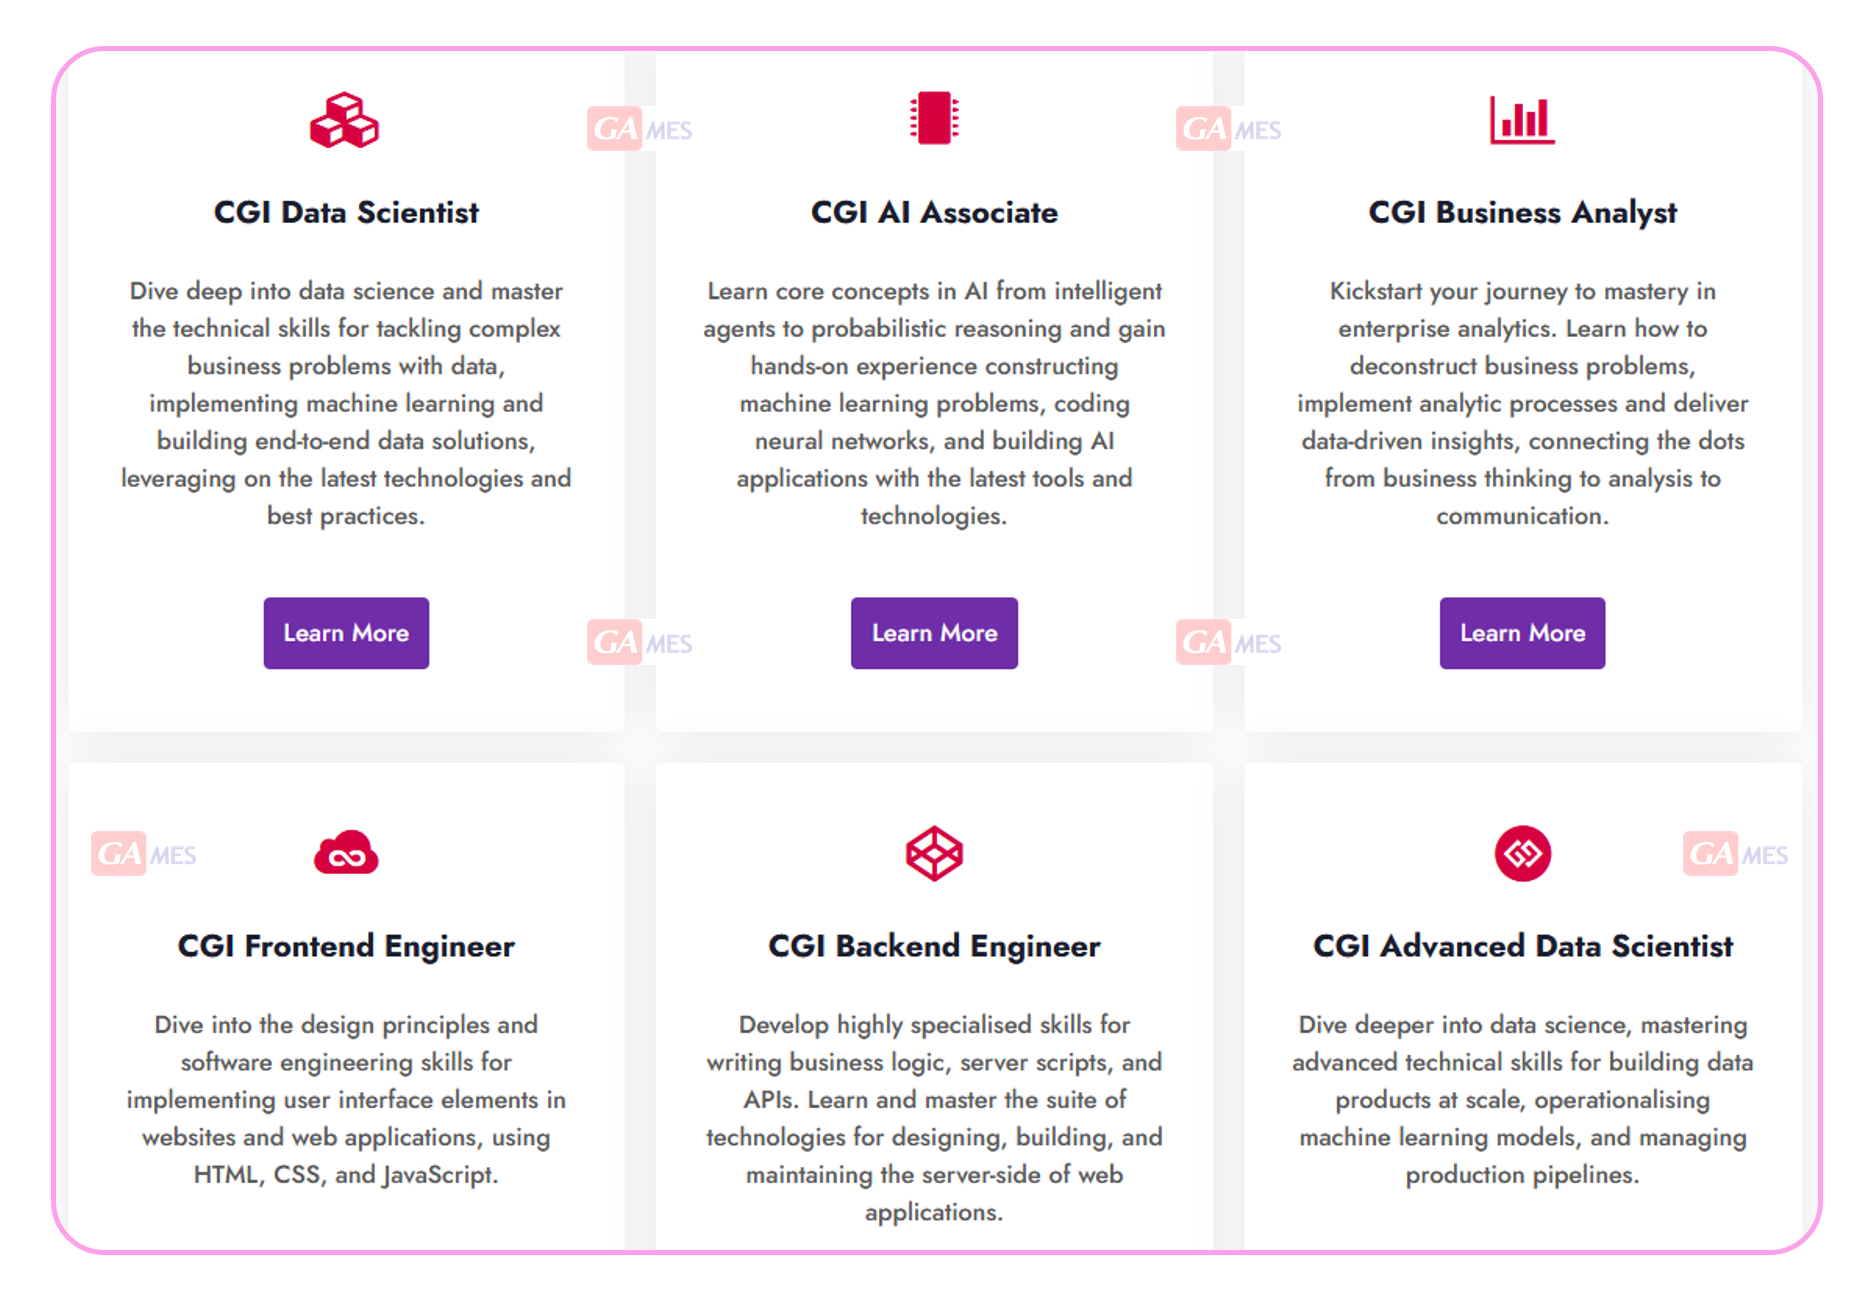 GAMES
GAMES
CGI Data Scientist
Dive deep into data science and master
the technical skills for tackling complex
business problems with data,
implementing machine learning and
building end-to-end data solutions,
leveraging on the latest technologies and
best practices.
Learn More
CGI AI Associate
Learn core concepts in AI from intelligent
agents to probabilistic reasoning and gain
hands-on experience constructing
machine learning problems, coding
neural networks, and building AI
applications with the latest tools and
technologies.
Learn More
CGI Business Analyst
Kickstart your journey to mastery in
enterprise analytics. Learn how to
deconstruct business problems,
implement analytic processes and deliver
data-driven insights, connecting the dots
from business thinking to analysis to
communication.
Learn More
GAMES
GAMES
GAMES
GAMES
CGI Frontend Engineer
Dive into the design principles and
software engineering skills for
implementing user interface elements in
websites and web applications, using
HTML, CSS, and JavaScript.
CGI Backend Engineer
Develop highly specialised skills for
writing business logic, server scripts, and
APIs. Learn and master the suite of
technologies for designing, building, and
maintaining the server-side of web
applications.
CGI Advanced Data Scientist
Dive deeper into data science, mastering
advanced technical skills for building data
products at scale, operationalising
machine learning models, and managing
production pipelines.